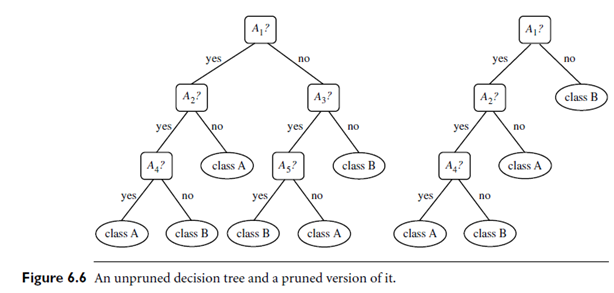 A1? A1?
yes no yes no
A2? A3? A2? class B
yes no yes no yes no
A4? class A A5? class B A4? class A
yes no yes no yes no
class A class B class B class A class A class B
Figure 6.6 An unpruned decision tree and a pruned version of it.